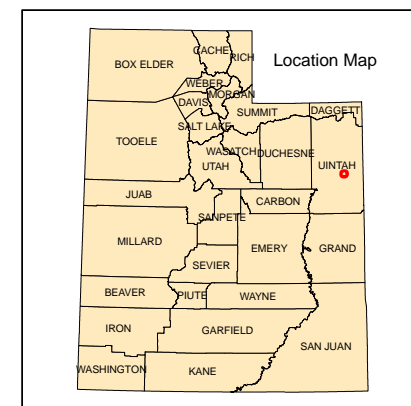 Location Map
CACHE
RICH
BOX ELDER
WEBER
MORGAN
DAVIS
SUMMIT
DAGGETT
SALT LAKE
TOOELE
WASATCH
DUCHESNE
UINTAH
UTAH
JUAB
CARBON
SANPETE
MILLARD
EMERY
GRAND
SEVIER
BEAVER
PIUTE
WAYNE
IRON
GARFIELD
SAN JUAN
WASHINGTON
KANE